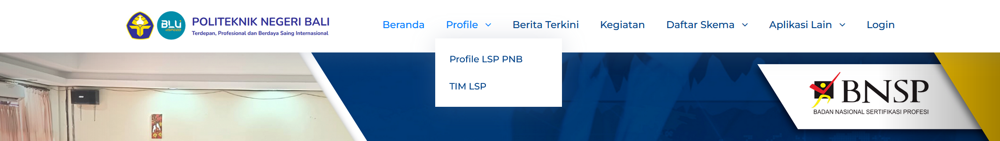 BLU
SPEED
POLITEKNIK NEGERI BALI
Terdepan, Profesional dan Berdaya Saing Internasional
Beranda
Profile
Berita Terkini
Kegiatan
Daftar Skema
Aplikasi Lain
Login
Profile LSP PNB
TIM LSP
BNSP
BADAN NASIONAL SERTIFIKASI PROFESI